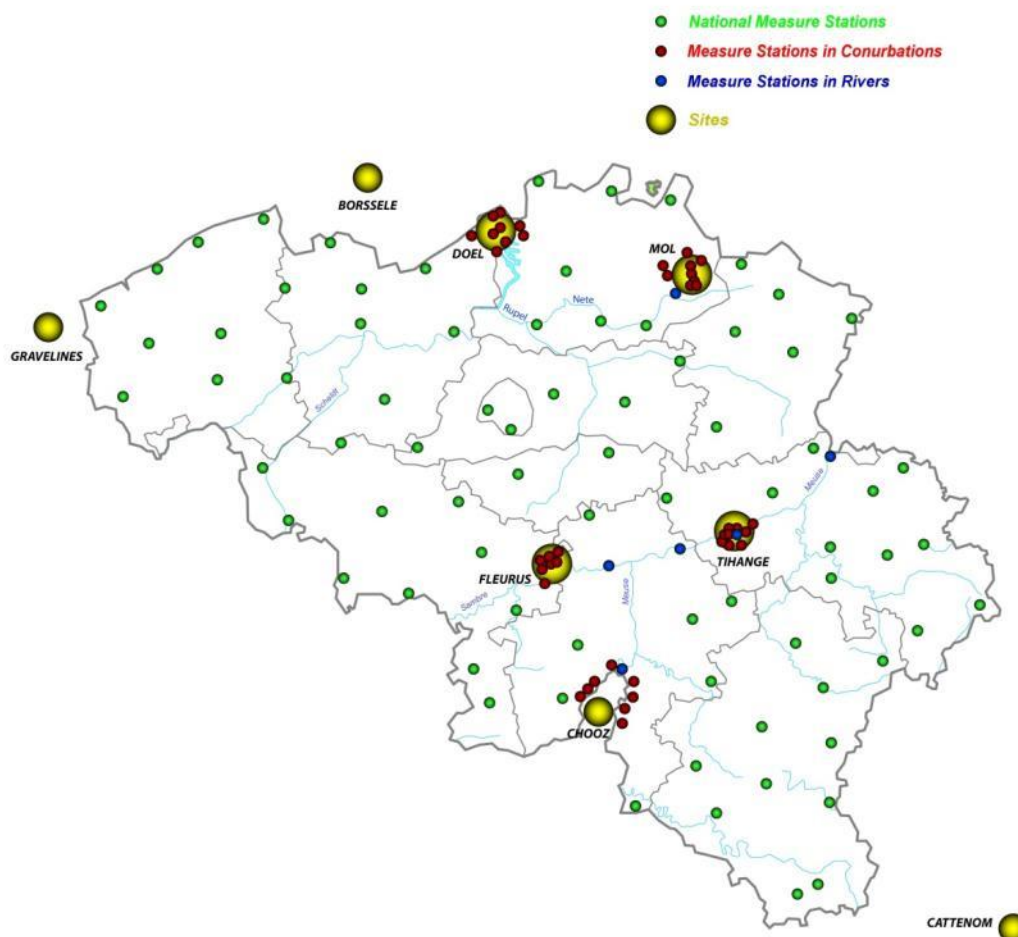 National Measure Stations
Measure Stations in Conurbations
Measure Stations in Rivers
Sites
BORSSELE
DOEL
MOL
GRAVELINES
Rupel
Nete
Scheldt
Meuse
TIHANGE
FLEURUS
Sambre
Meuse
CHOOZ
CATTENOM